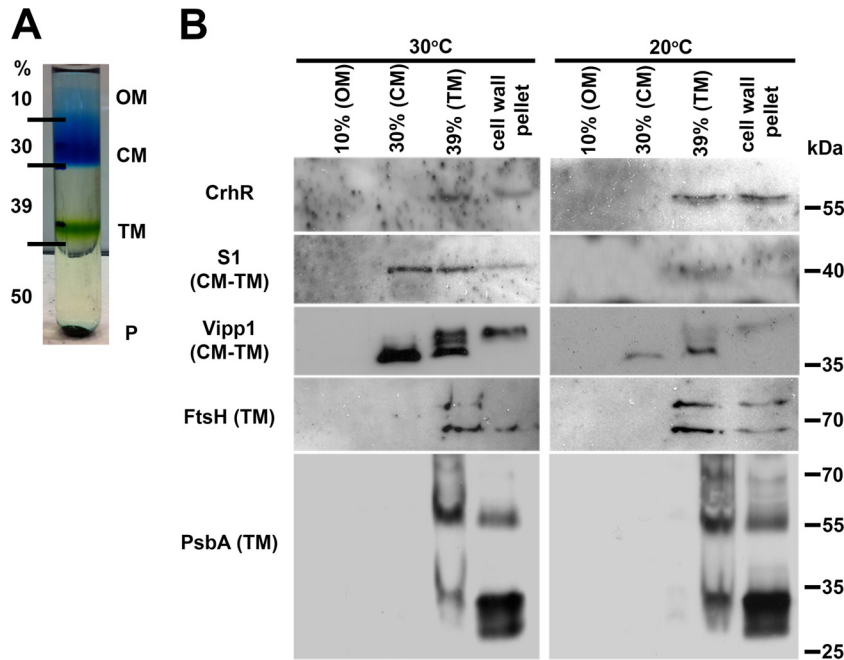 A
B
%
10
30
39
50
OM
CM
TM
P
30°C
20°C
10% (OM)
30% (CM)
39% (TM)
cell wall
pellet
10% (OM)
30% (CM)
39% (TM)
cell wall
pellet
kDa
CrhR
55
S1
(CM-TM)
40
Vipp1
(CM-TM)
35
FtsH (TM)
70
PsbA (TM)
70
55
35
25